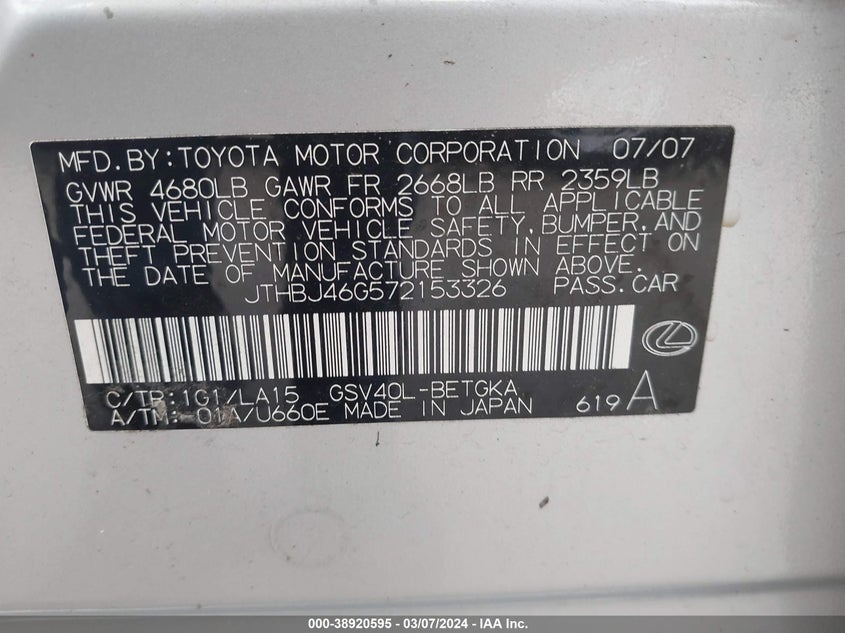 MFD.BY:TOYOTA MOTOR CORPORATION 07/07
GVWR 4680LB GAWR FR 2668LB RR 2359LB
THIS VEHICLE CONFORMS TO ALL APPLICABLE
FEDERAL MOTOR VEHICLE SAFETY,BUMPER,AND
THEFT PREVENTION STANDARDS IN EFFECT ON
THE DATE OF MANUFACTURE SHOWN ABOVE.
JTHBJ46G572153326 PASS.CAR
C/TR:1G1/LA15 GSV40L-BETGKA
A/TM:-01A/U660E MADE IN JAPAN 619A
000-38920595 - 03/07/2024 - IAA Inc.